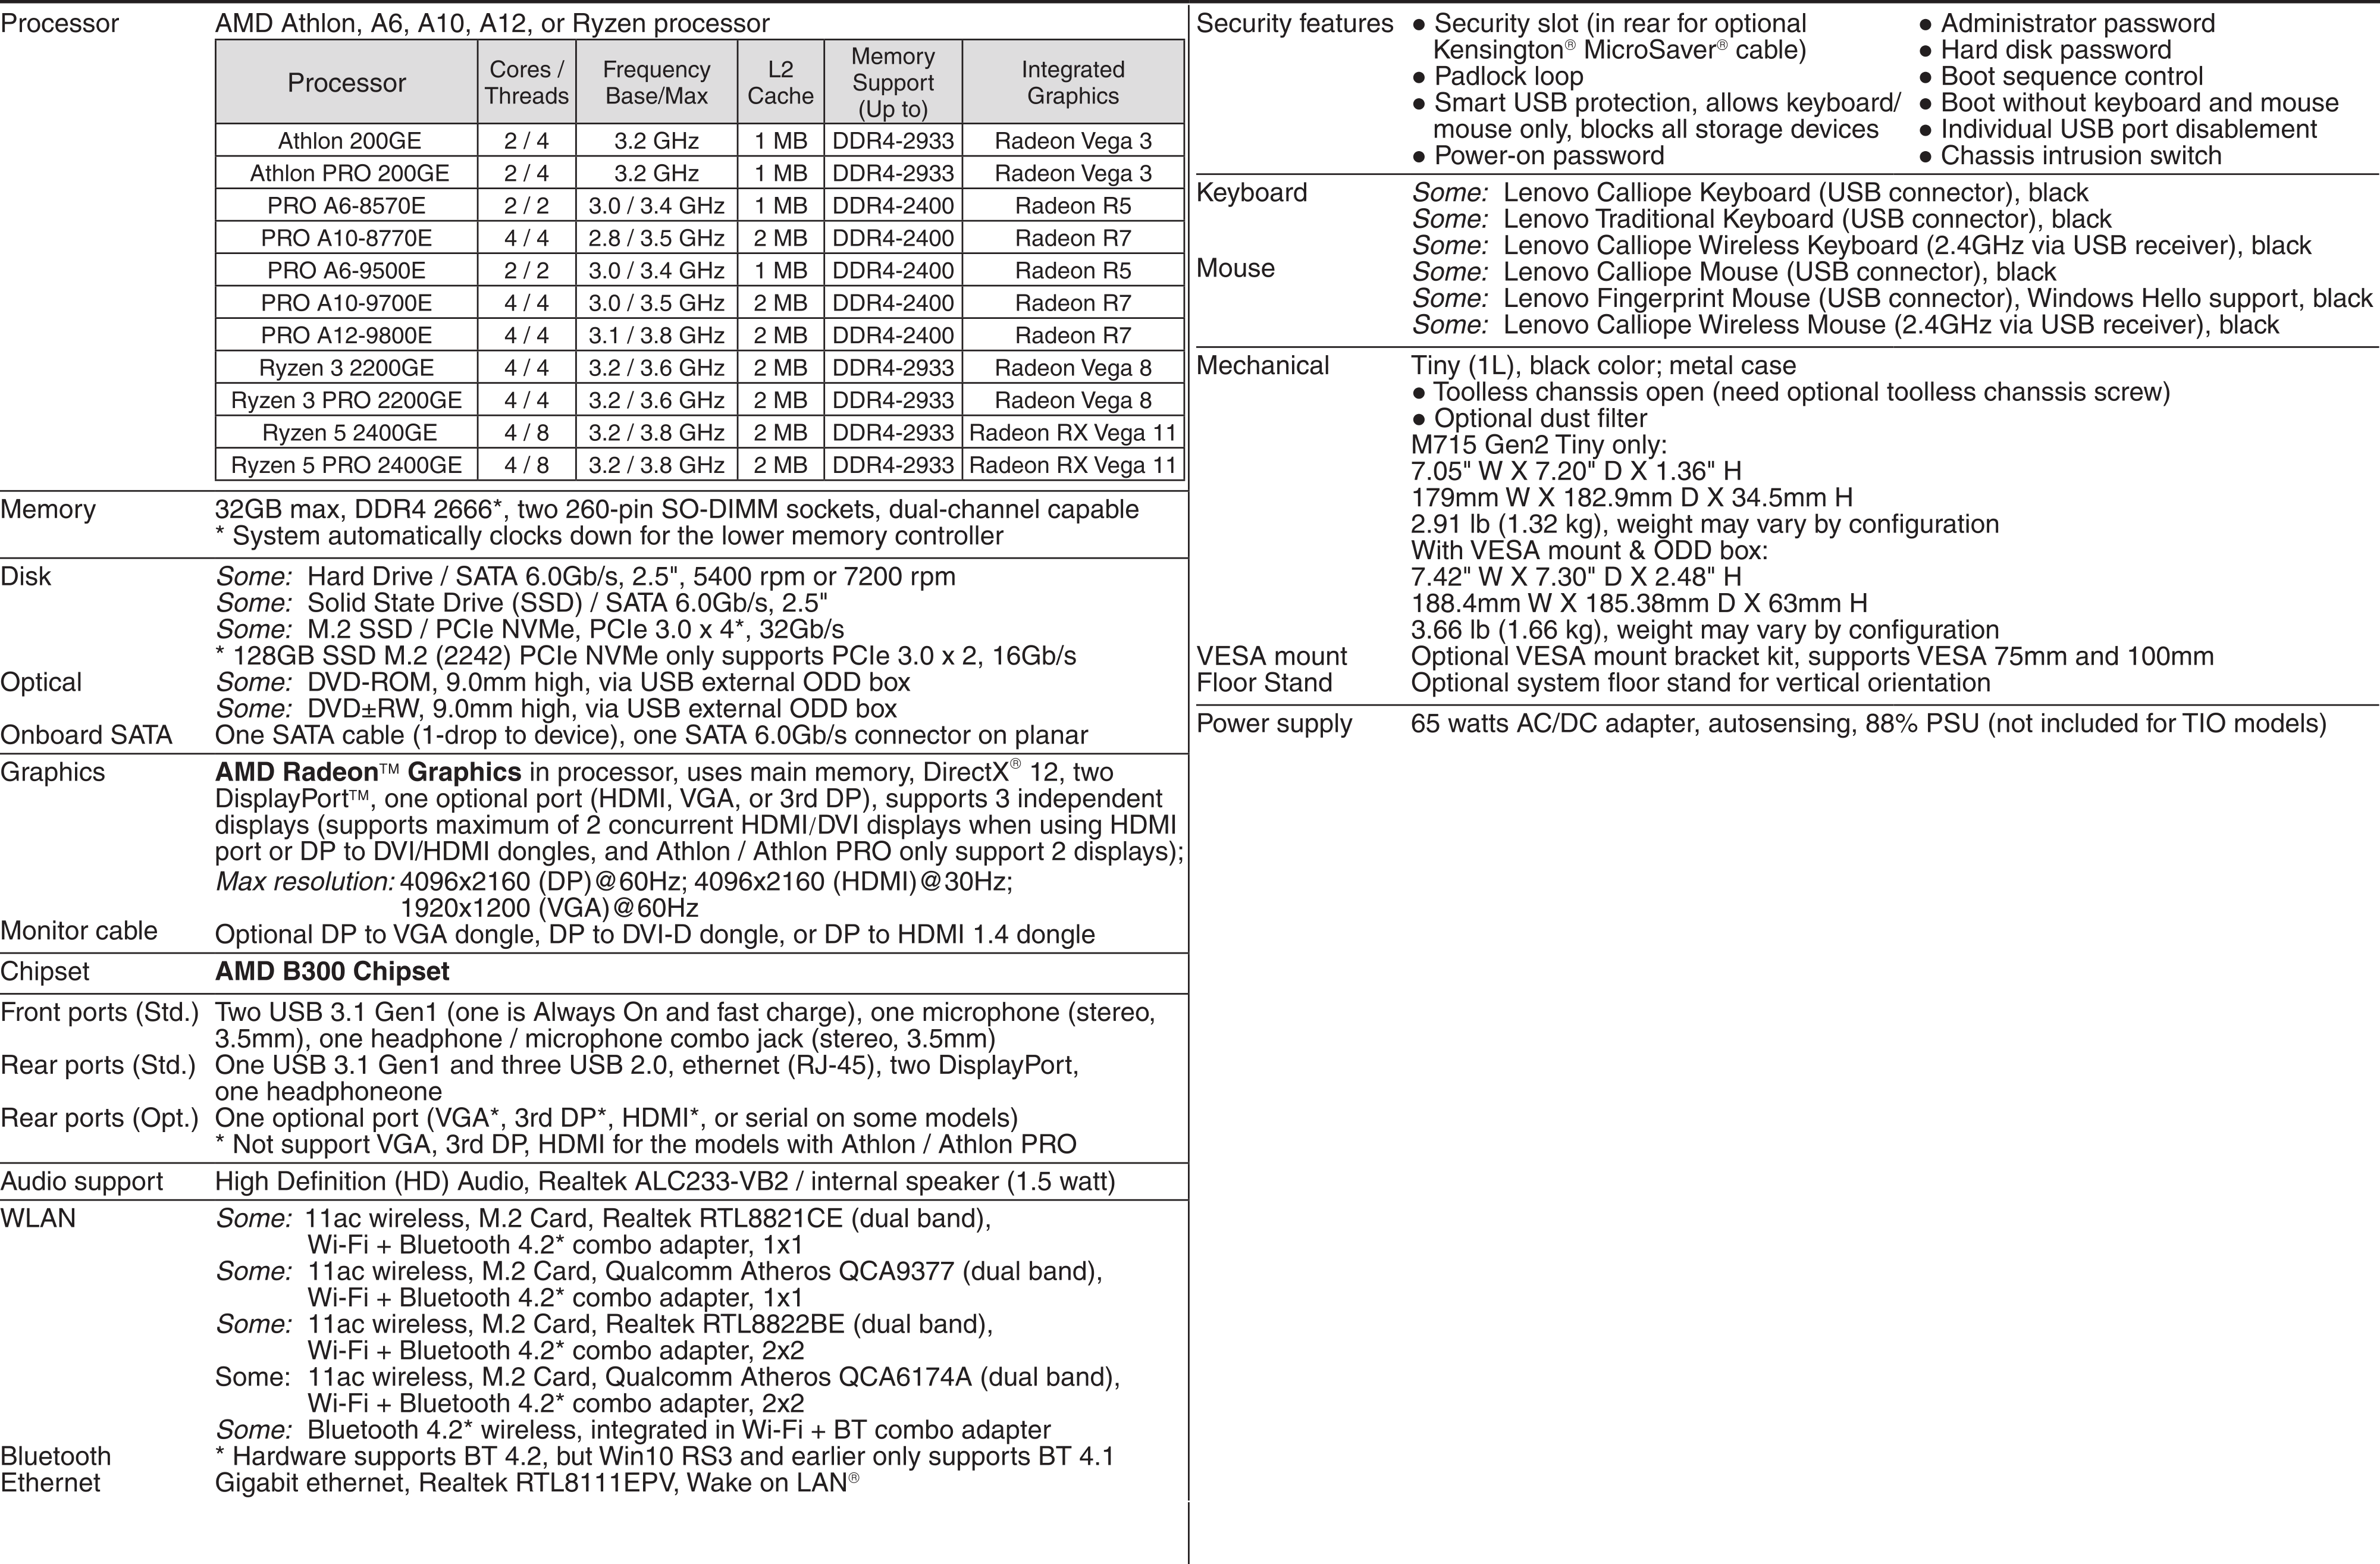 Processor AMD Athlon, A6, A10, A12, or Ryzen processor
Processor Cores / Threads Frequency Base/Max L2 Cache Memory Support (Up to) Integrated Graphics
Athlon 200GE 2 / 4 3.2 GHz 1 MB DDR4-2933 Radeon Vega 3
Athlon PRO 200GE 2 / 4 3.2 GHz 1 MB DDR4-2933 Radeon Vega 3
PRO A6-8570E 2 / 2 3.0 / 3.4 GHz 1 MB DDR4-2400 Radeon R5
PRO A10-8770E 4 / 4 2.8 / 3.5 GHz 2 MB DDR4-2400 Radeon R7
PRO A6-9500E 2 / 2 3.0 / 3.4 GHz 1 MB DDR4-2400 Radeon R5
PRO A10-9700E 4 / 4 3.0 / 3.5 GHz 2 MB DDR4-2400 Radeon R7
PRO A12-9800E 4 / 4 3.1 / 3.8 GHz 2 MB DDR4-2400 Radeon R7
Ryzen 3 2200GE 4 / 4 3.2 / 3.6 GHz 2 MB DDR4-2933 Radeon Vega 8
Ryzen 3 PRO 2200GE 4 / 4 3.2 / 3.6 GHz 2 MB DDR4-2933 Radeon Vega 8
Ryzen 5 2400GE 4 / 8 3.2 / 3.8 GHz 2 MB DDR4-2933 Radeon RX Vega 11
Ryzen 5 PRO 2400GE 4 / 8 3.2 / 3.8 GHz 2 MB DDR4-2933 Radeon RX Vega 11
Memory 32GB max, DDR4 2666*, two 260-pin SO-DIMM sockets, dual-channel capable
* System automatically clocks down for the lower memory controller
Disk Some: Hard Drive / SATA 6.0Gb/s, 2.5", 5400 rpm or 7200 rpm
Some: Solid State Drive (SSD) / SATA 6.0Gb/s, 2.5"
Some: M.2 SSD / PCIe NVMe, PCIe 3.0 x 4*, 32Gb/s
* 128GB SSD M.2 (2242) PCIe NVMe only supports PCIe 3.0 x 2, 16Gb/s
Optical Some: DVD-ROM, 9.0mm high, via USB external ODD box
Some: DVD±RW, 9.0mm high, via USB external ODD box
Onboard SATA One SATA cable (1-drop to device), one SATA 6.0Gb/s connector on planar
Graphics AMD Radeon™ Graphics in processor, uses main memory, DirectX® 12, two
DisplayPort™, one optional port (HDMI, VGA, or 3rd DP), supports 3 independent
displays (supports maximum of 2 concurrent HDMI/DVI displays when using HDMI
port or DP to DVI/HDMI dongles, and Athlon / Athlon PRO only support 2 displays);
Max resolution: 4096x2160 (DP)@60Hz; 4096x2160 (HDMI)@30Hz;
1920x1200 (VGA)@60Hz
Monitor cable Optional DP to VGA dongle, DP to DVI-D dongle, or DP to HDMI 1.4 dongle
Chipset AMD B300 Chipset
Front ports (Std.) Two USB 3.1 Gen1 (one is Always On and fast charge), one microphone (stereo,
3.5mm), one headphone / microphone combo jack (stereo, 3.5mm)
Rear ports (Std.) One USB 3.1 Gen1 and three USB 2.0, ethernet (RJ-45), two DisplayPort,
one headphoneone
Rear ports (Opt.) One optional port (VGA*, 3rd DP*, HDMI*, or serial on some models)
* Not support VGA, 3rd DP, HDMI for the models with Athlon / Athlon PRO
Audio support High Definition (HD) Audio, Realtek ALC233-VB2 / internal speaker (1.5 watt)
WLAN Some: 11ac wireless, M.2 Card, Realtek RTL8821CE (dual band),
Wi-Fi + Bluetooth 4.2* combo adapter, 1x1
Some: 11ac wireless, M.2 Card, Qualcomm Atheros QCA9377 (dual band),
Wi-Fi + Bluetooth 4.2* combo adapter, 1x1
Some: 11ac wireless, M.2 Card, Realtek RTL8822BE (dual band),
Wi-Fi + Bluetooth 4.2* combo adapter, 2x2
Some: 11ac wireless, M.2 Card, Qualcomm Atheros QCA6174A (dual band),
Wi-Fi + Bluetooth 4.2* combo adapter, 2x2
Some: Bluetooth 4.2* wireless, integrated in Wi-Fi + BT combo adapter
Bluetooth * Hardware supports BT 4.2, but Win10 RS3 and earlier only supports BT 4.1
Ethernet Gigabit ethernet, Realtek RTL8111EPV, Wake on LAN®
Security features ● Security slot (in rear for optional
Kensington® MicroSaver® cable)
● Padlock loop
● Smart USB protection, allows keyboard/
mouse only, blocks all storage devices
● Power-on password
● Administrator password
● Hard disk password
● Boot sequence control
● Boot without keyboard and mouse
● Individual USB port disablement
● Chassis intrusion switch
Keyboard Some: Lenovo Calliope Keyboard (USB connector), black
Some: Lenovo Traditional Keyboard (USB connector), black
Some: Lenovo Calliope Wireless Keyboard (2.4GHz via USB receiver), black
Mouse Some: Lenovo Calliope Mouse (USB connector), black
Some: Lenovo Fingerprint Mouse (USB connector), Windows Hello support, black
Some: Lenovo Calliope Wireless Mouse (2.4GHz via USB receiver), black
Mechanical Tiny (1L), black color; metal case
● Toolless chanssis open (need optional toolless chanssis screw)
● Optional dust filter
M715 Gen2 Tiny only:
7.05" W X 7.20" D X 1.36" H
179mm W X 182.9mm D X 34.5mm H
2.91 lb (1.32 kg), weight may vary by configuration
With VESA mount & ODD box:
7.42" W X 7.30" D X 2.48" H
188.4mm W X 185.38mm D X 63mm H
3.66 lb (1.66 kg), weight may vary by configuration
VESA mount Optional VESA mount bracket kit, supports VESA 75mm and 100mm
Floor Stand Optional system floor stand for vertical orientation
Power supply 65 watts AC/DC adapter, autosensing, 88% PSU (not included for TIO models)